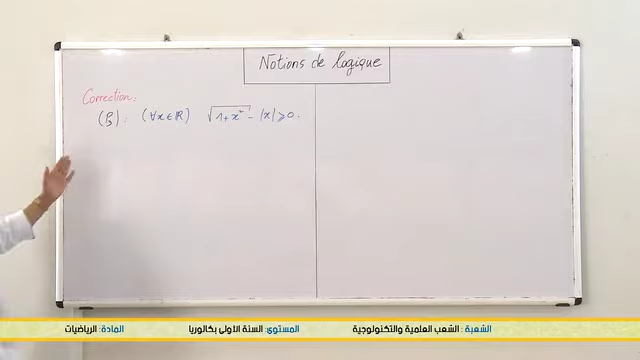 Notions de logique
Correction:
(B): (∀x∈ℝ) √1+x² - |x| ≥ 0.
الشعبة : الشعب العلمية والتكنولوجية المستوى: السنة الأولى بكالوريا المادة: الرياضيات